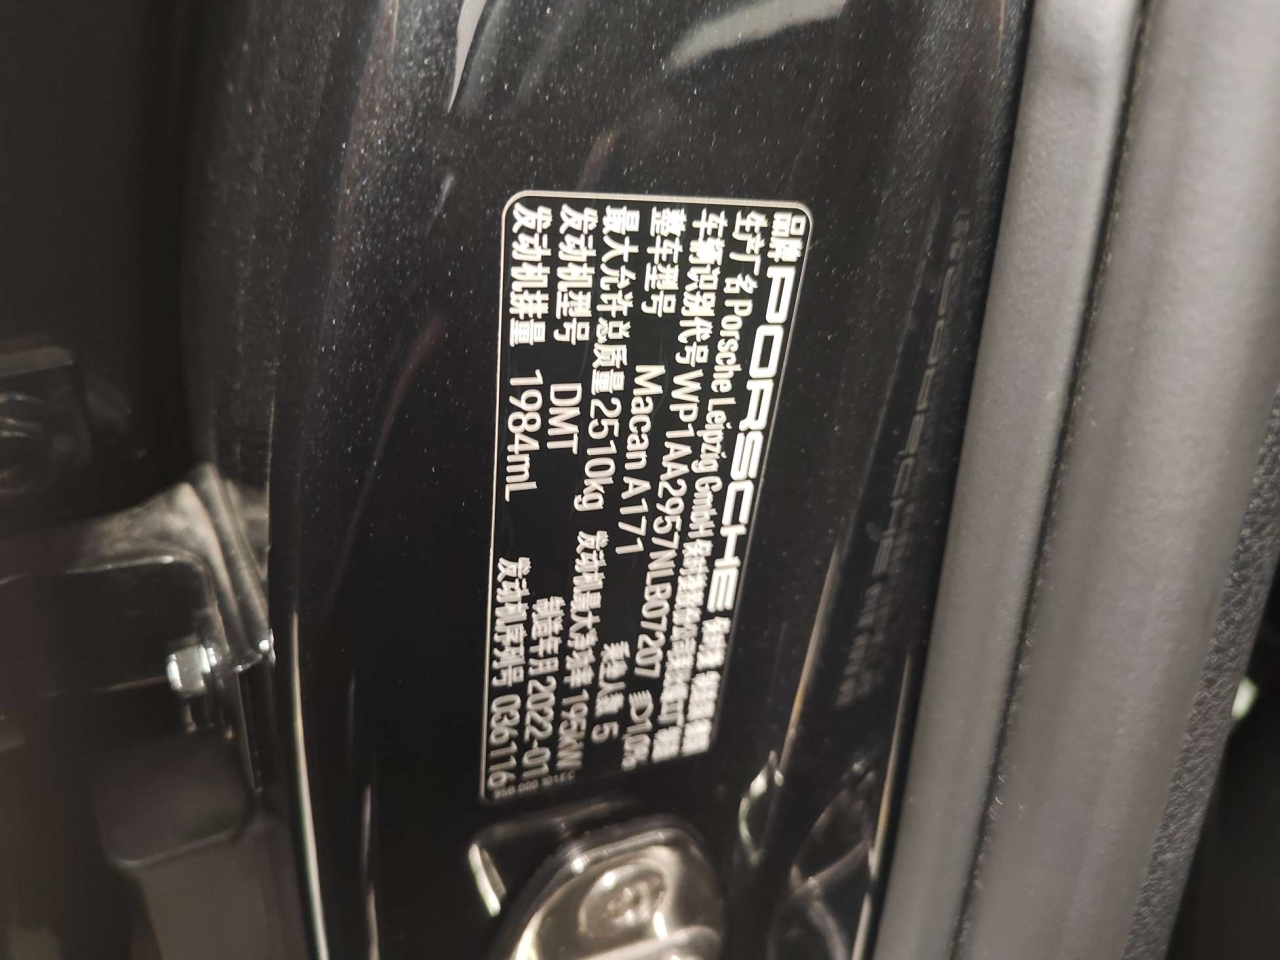 品牌 PORSCHE 保时捷
生产厂名 Porsche Leipzig GmbH
车辆识别代号 WP1AA2957NLB07207
整车型号 Macan A171 乘坐人数 5
最大允许总质量 2510kg 发动机最大净功率 195kW
发动机型号 DMT 制造年月 2022-01
发动机排量 1984mL 发动机序列号 036116